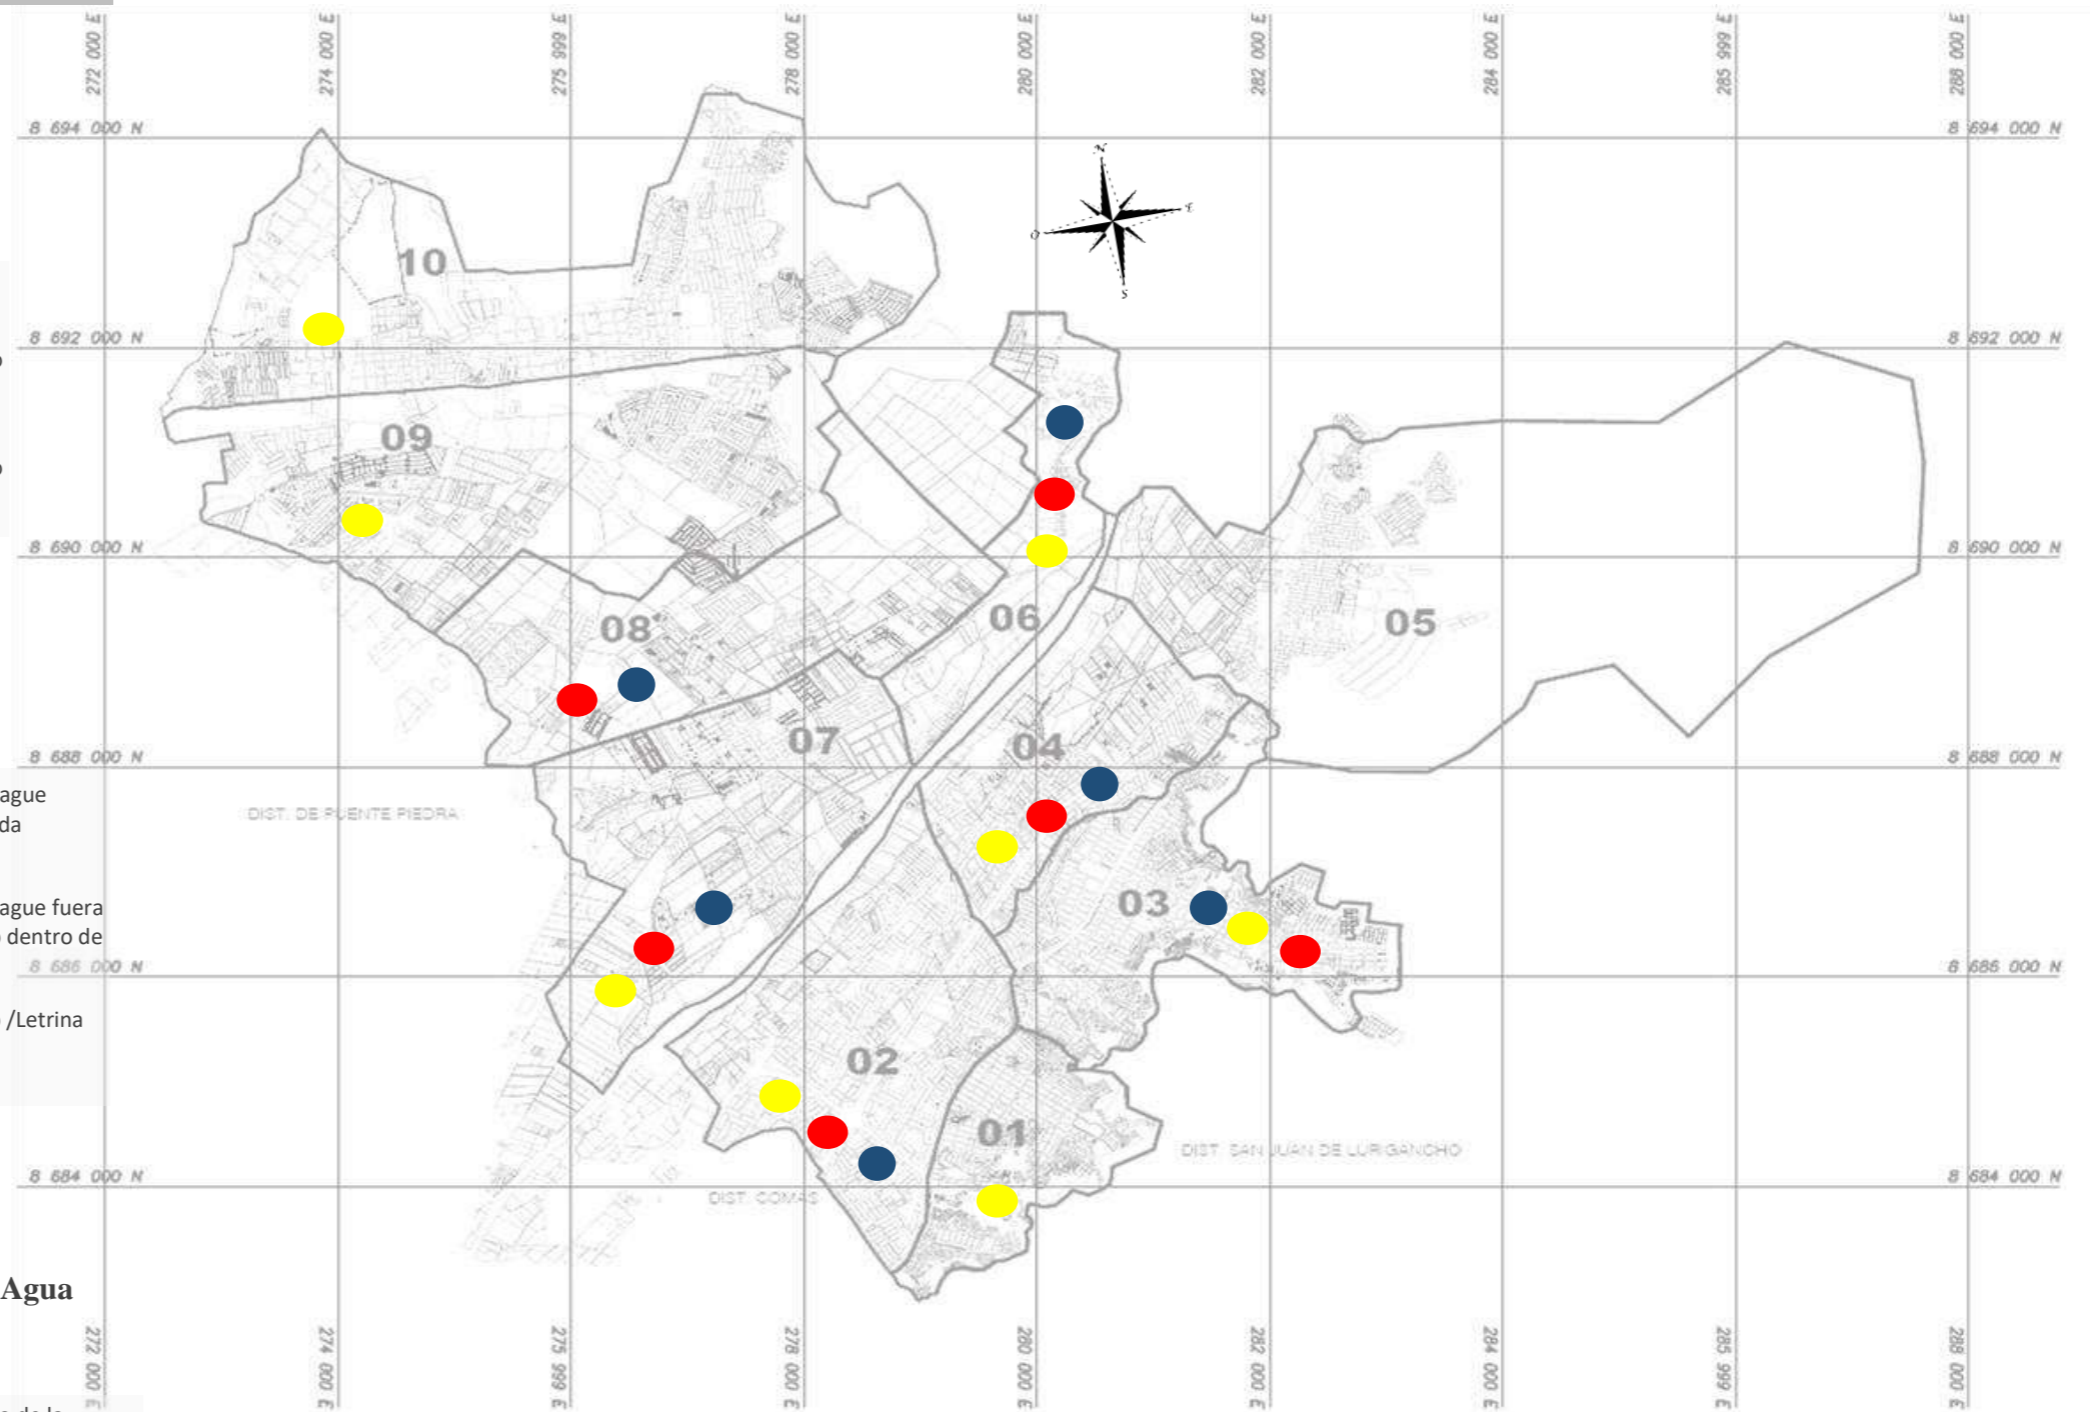 272 000 E
274 000 E
275 999 E
278 000 E
280 000 E
282 000 E
284 000 E
285 999 E
288 000 E
8 694 000 N
8 694 000 N
N
E
O
S
10
8 692 000 N
8 692 000 N
09
8 690 000 N
8 690 000 N
06
05
08
07
04
8 688 000 N
8 688 000 N
ague
da
DIST. DE PUENTE PIEDRA
03
ague fuera
o dentro de
8 686 000 N
8 686 000 N
o /Letrina
02
01
DIST. SAN JUAN DE LURIGANCHO
8 684 000 N
8 684 000 N
DIST. COMAS
Agua
272 000 E
274 000 E
275 999 E
278 000 E
280 000 E
282 000 E
284 000 E
285 999 E
288 000 E